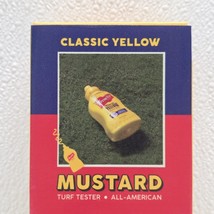 CLASSIC YELLOW
MUSTARD
TURF TESTER • ALL-AMERICAN